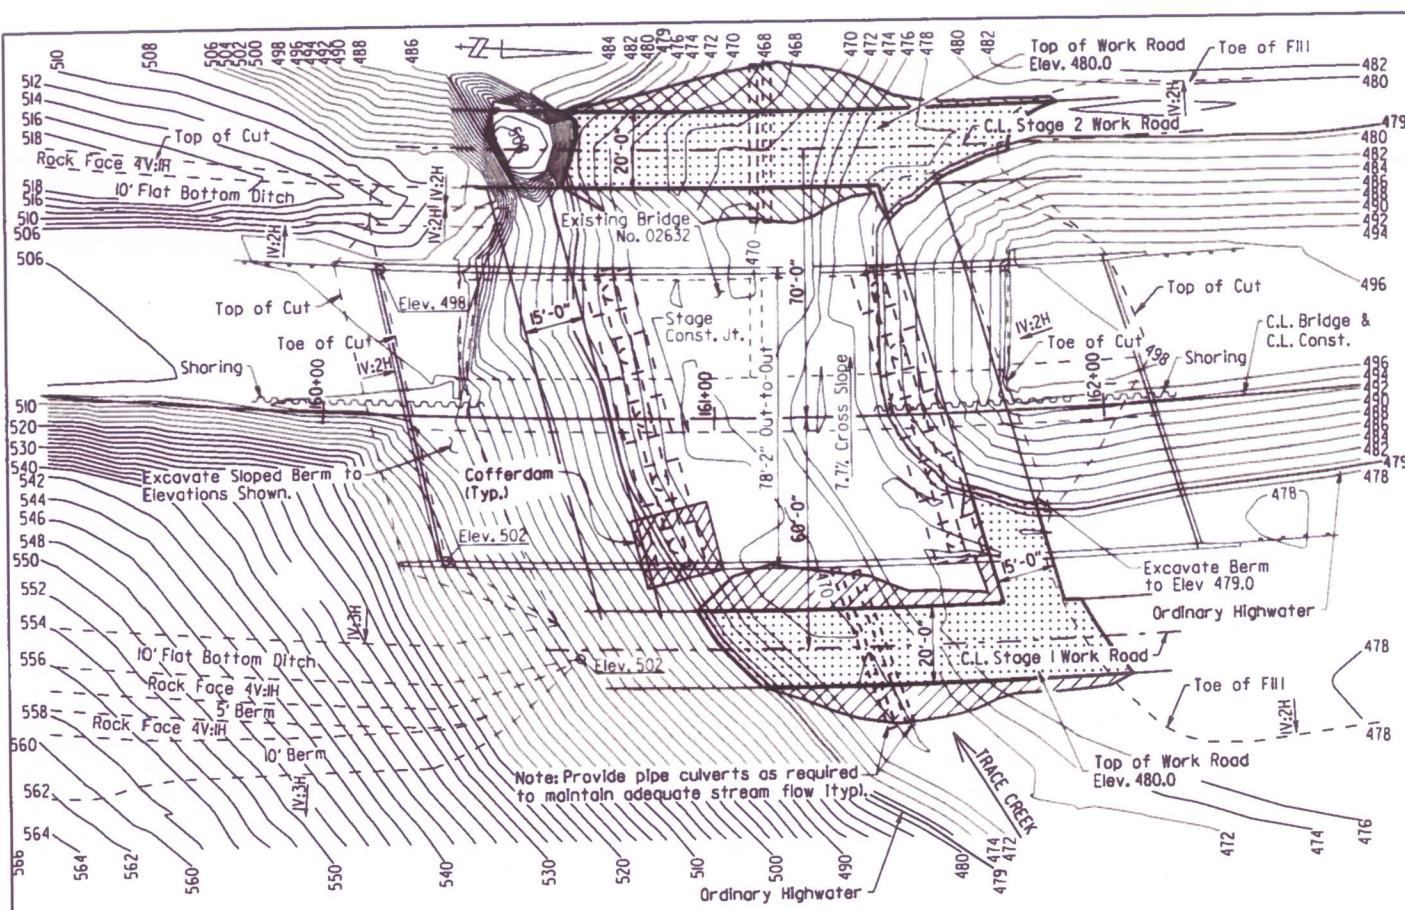 510
508
506
504
502
500
498
496
494
492
490
488
486
484
482
480
479
476
474
472
470
468
468
470
472
474
476
478
480
482
Top of Work Road
Elev. 480.0
Toe of Fill
482
480
512
514
516
518
Top of Cut
Rock Face 4V:1H
10' Flat Bottom Ditch
518
516
510
506
506
1V:2H
1V:2H
1V:2H
508
20'-0"
C.L. Stage 2 Work Road
1V:2H
479
480
482
484
486
488
490
492
494
496
Existing Bridge
No. 02632
470
Elev. 498
15'-0"
70'-0"
Top of Cut
Top of Cut
Stage
Const. Jt.
Toe of Cut
1V:2H
1V:2H
Toe of Cut
C.L. Bridge &
C.L. Const.
498
Shoring
Shoring
160+00
161+00
162+00
78'-2" Out-to-Out
7.7% Cross Slope
496
494
492
490
488
486
484
482
479
478
510
520
530
540
542
544
546
548
550
552
554
556
558
560
562
564
566
Excavate Sloped Berm to
Elevations Shown.
Cofferdam
(Typ.)
478
60'-0"
Elev. 502
15'-0"
Excavate Berm
to Elev 479.0
Ordinary Highwater
470
1V:3H
10' Flat Bottom Ditch
Elev. 502
20'-0"
C.L. Stage 1 Work Road
478
Rock Face 4V:1H
5' Berm
Rock Face 4V:1H
10' Berm
Toe of Fill
1V:2H
478
1V:3H
Note: Provide pipe culverts as required
to maintain adequate stream flow (typ).
TRACE CREEK
Top of Work Road
Elev. 480.0
564
562
560
550
540
530
520
510
500
490
480
474
472
479
472
474
476
Ordinary Highwater